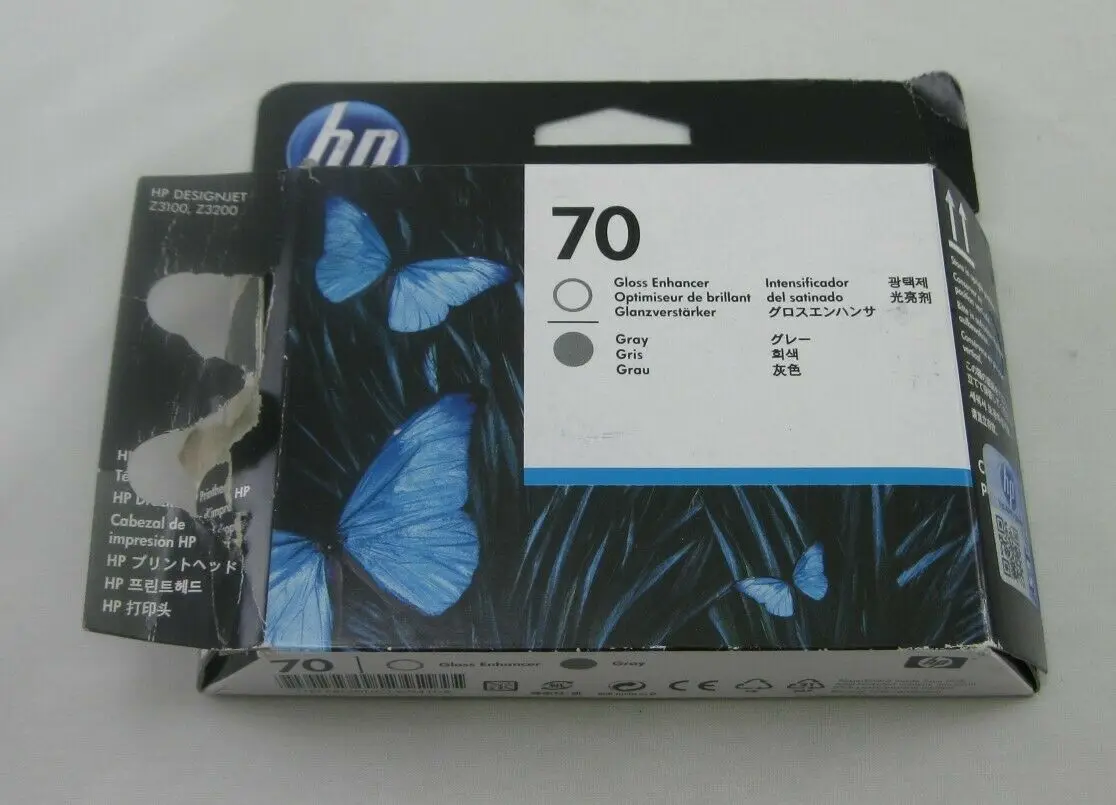 hp
HP DESIGNJET
Z3100, Z3200
70
Gloss Enhancer
Optimiseur de brillant
Glanzverstärker
Intensificador
del satinado
グロスエンハンサ
광택제
光亮剂
Gray
Gris
Grau
グレー
회색
灰色
HP
Cabezal de
impresión HP
HP プリントヘッド
HP 프린트헤드
HP 打印头
hp
70
Gloss Enhancer
Gray
hp
CE